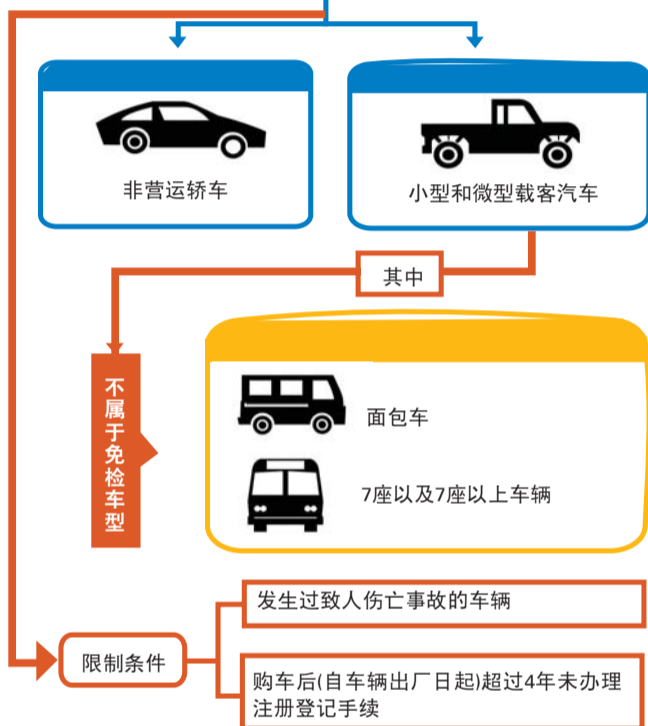 非营运轿车
小型和微型载客汽车
其中
不属于免检车型
面包车
7座以及7座以上车辆
发生过致人伤亡事故的车辆
限制条件
购车后(自车辆出厂日起)超过4年未办理
注册登记手续